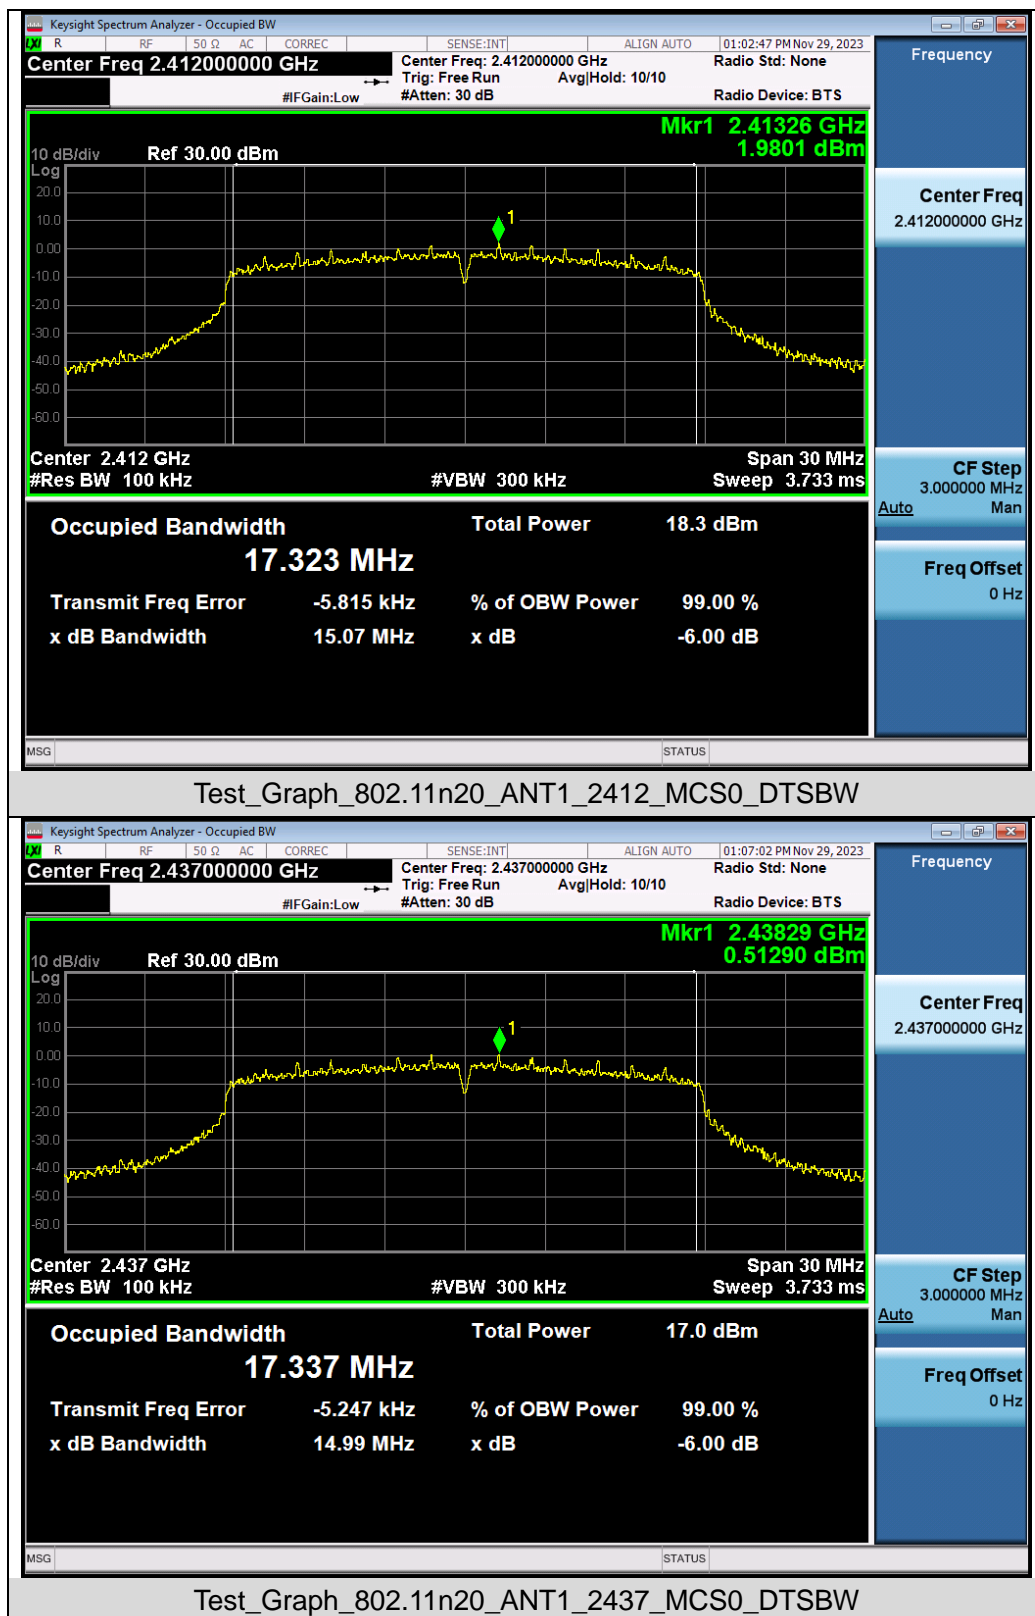 Keysight Spectrum Analyzer - Occupied BW
LXI R RF 50 Ω AC CORREC SENSE:INT ALIGN AUTO 01:02:47 PM Nov 29, 2023
Center Freq 2.412000000 GHz
Center Freq: 2.412000000 GHz
Radio Std: None
Trig: Free Run Avg|Hold: 10/10
#IFGain:Low
#Atten: 30 dB
Radio Device: BTS
Mkr1 2.41326 GHz
1.9801 dBm
10 dB/div Ref 30.00 dBm
Log
20.0
10.0
1
0.00
-10.0
-20.0
-30.0
-40.0
-50.0
-60.0
Center 2.412 GHz Span 30 MHz
#Res BW 100 kHz #VBW 300 kHz Sweep 3.733 ms
Occupied Bandwidth Total Power 18.3 dBm
17.323 MHz
Transmit Freq Error -5.815 kHz % of OBW Power 99.00 %
x dB Bandwidth 15.07 MHz x dB -6.00 dB
MSG STATUS
Frequency
Center Freq
2.412000000 GHz
CF Step
3.000000 MHz
Auto Man
Freq Offset
0 Hz
Test_Graph_802.11n20_ANT1_2412_MCS0_DTSBW
Keysight Spectrum Analyzer - Occupied BW
LXI R RF 50 Ω AC CORREC SENSE:INT ALIGN AUTO 01:07:02 PM Nov 29, 2023
Center Freq 2.437000000 GHz
Center Freq: 2.437000000 GHz
Radio Std: None
Trig: Free Run Avg|Hold: 10/10
#IFGain:Low
#Atten: 30 dB
Radio Device: BTS
Mkr1 2.43829 GHz
0.51290 dBm
10 dB/div Ref 30.00 dBm
Log
20.0
10.0
1
0.00
-10.0
-20.0
-30.0
-40.0
-50.0
-60.0
Center 2.437 GHz Span 30 MHz
#Res BW 100 kHz #VBW 300 kHz Sweep 3.733 ms
Occupied Bandwidth Total Power 17.0 dBm
17.337 MHz
Transmit Freq Error -5.247 kHz % of OBW Power 99.00 %
x dB Bandwidth 14.99 MHz x dB -6.00 dB
MSG STATUS
Frequency
Center Freq
2.437000000 GHz
CF Step
3.000000 MHz
Auto Man
Freq Offset
0 Hz
Test_Graph_802.11n20_ANT1_2437_MCS0_DTSBW